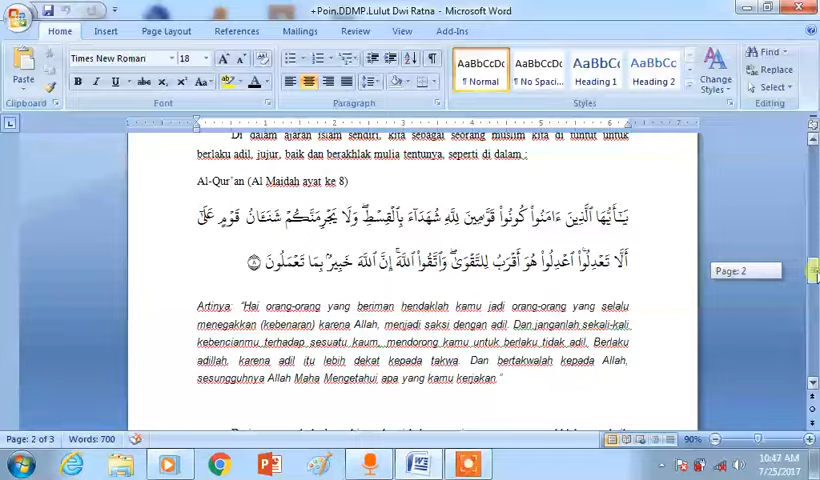 +Poin.DDMP.Lulut Dwi Ratna - Microsoft Word
Home Insert Page Layout References Mailings Review View Add-Ins
Times New Roman 18 Find
Paste AaBbCcDc AaBbCcDc AaBbC AaBbCc Change Styles Replace
B I U abc x₂ x² Aa ¶ Normal ¶ No Spaci... Heading 1 Heading 2 Select
Clipboard Font Paragraph Styles Editing
Di dalam ajaran islam sendiri, kita sebagai seorang muslim kita di tuntut untuk
berlaku adil, jujur, baik dan berakhlak mulia tentunya, seperti di dalam :
Al-Qur'an (Al Maidah ayat ke 8)
يَـٰٓأَيُّهَا ٱلَّذِينَ ءَامَنُوا۟ كُونُوا۟ قَوَّٰمِينَ لِلَّهِ شُهَدَآءَ بِٱلْقِسْطِ ۖ وَلَا يَجْرِمَنَّكُمْ شَنَـَٔانُ قَوْمٍ عَلَىٰٓ
أَلَّا تَعْدِلُوا۟ ۚ ٱعْدِلُوا۟ هُوَ أَقْرَبُ لِلتَّقْوَىٰ ۖ وَٱتَّقُوا۟ ٱللَّهَ ۚ إِنَّ ٱللَّهَ خَبِيرٌۢ بِمَا تَعْمَلُونَ ٨
Page: 2
Artinya: "Hai orang-orang yang beriman hendaklah kamu jadi orang-orang yang selalu
menegakkan (kebenaran) karena Allah, menjadi saksi dengan adil. Dan janganlah sekali-kali
kebencianmu terhadap sesuatu kaum, mendorong kamu untuk berlaku tidak adil. Berlaku
adillah, karena adil itu lebih dekat kepada takwa. Dan bertakwalah kepada Allah,
sesungguhnya Allah Maha Mengetahui apa yang kamu kerjakan."
Page: 2 of 3 Words: 700 90%
10:47 AM
7/25/2017